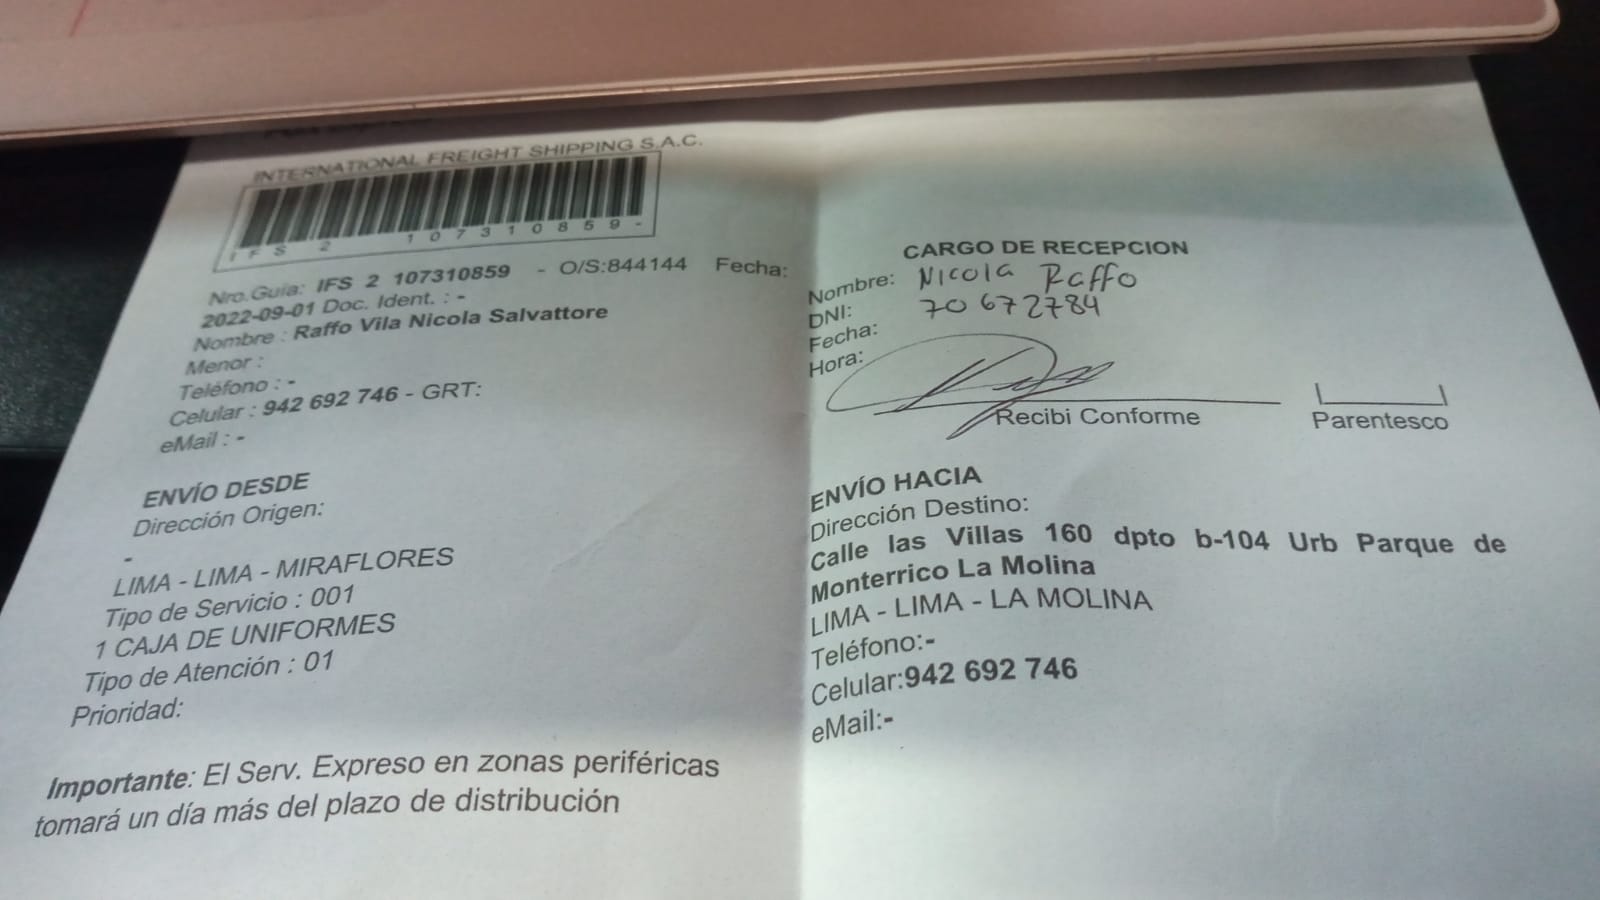 INTERNATIONAL FREIGHT SHIPPING S.A.C.
IFS 2 107310859-
Nro.Guia: IFS 2 107310859 - O/S:844144 Fecha:
2022-09-01 Doc. Ident. : -
Nombre : Raffo Vila Nicola Salvattore
Menor :
Teléfono : -
Celular : 942 692 746 - GRT:
eMail : -
ENVÍO DESDE
Dirección Origen:
-
LIMA - LIMA - MIRAFLORES
Tipo de Servicio : 001
1 CAJA DE UNIFORMES
Tipo de Atención : 01
Prioridad:
Importante: El Serv. Expreso en zonas periféricas
tomará un día más del plazo de distribución
CARGO DE RECEPCION
Nombre: Nicola Raffo
DNI: 70672784
Fecha:
Hora:
Recibi Conforme
Parentesco
ENVÍO HACIA
Dirección Destino:
Calle las Villas 160 dpto b-104 Urb Parque de
Monterrico La Molina
LIMA - LIMA - LA MOLINA
Teléfono:-
Celular:942 692 746
eMail:-